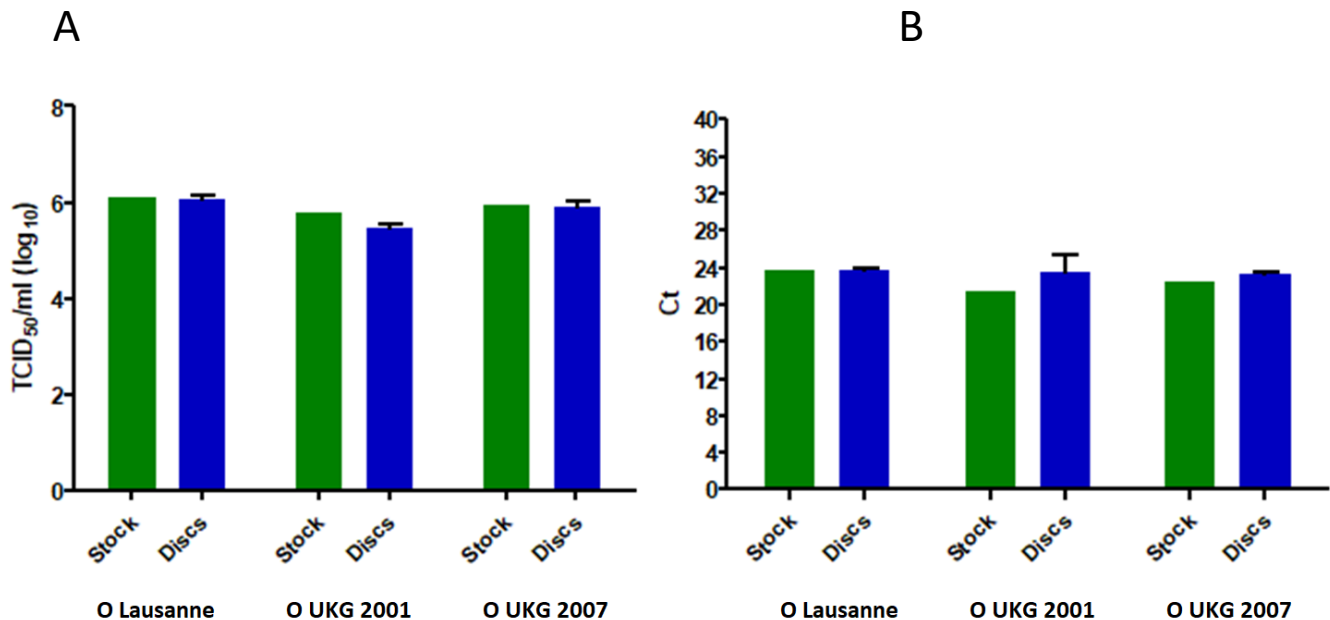 A
B
8
6
4
2
0
TCID50/ml (log 10)
Stock
Discs
Stock
Discs
Stock
Discs
O Lausanne
O UKG 2001
O UKG 2007
40
36
32
28
24
20
16
12
8
4
0
Ct
Stock
Discs
Stock
Discs
Stock
Discs
O Lausanne
O UKG 2001
O UKG 2007